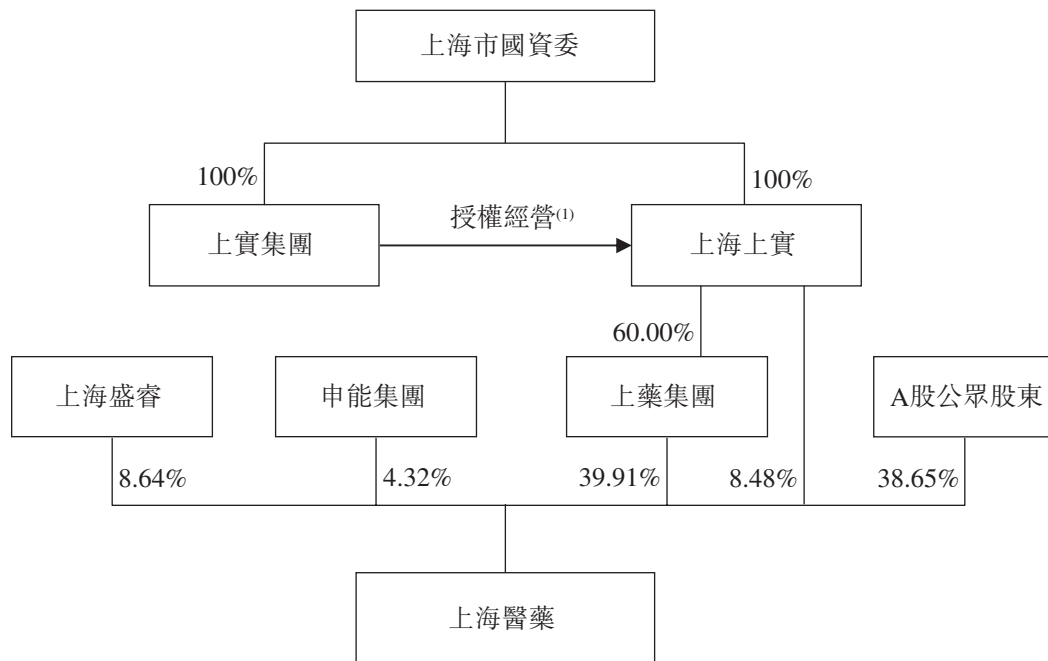 上海市國資委
100%
100%
上實集團
授權經營(1)
上海上實
60.00%
上海盛睿
申能集團
上藥集團
A股公眾股東
8.64%
4.32%
39.91%
8.48%
38.65%
上海醫藥